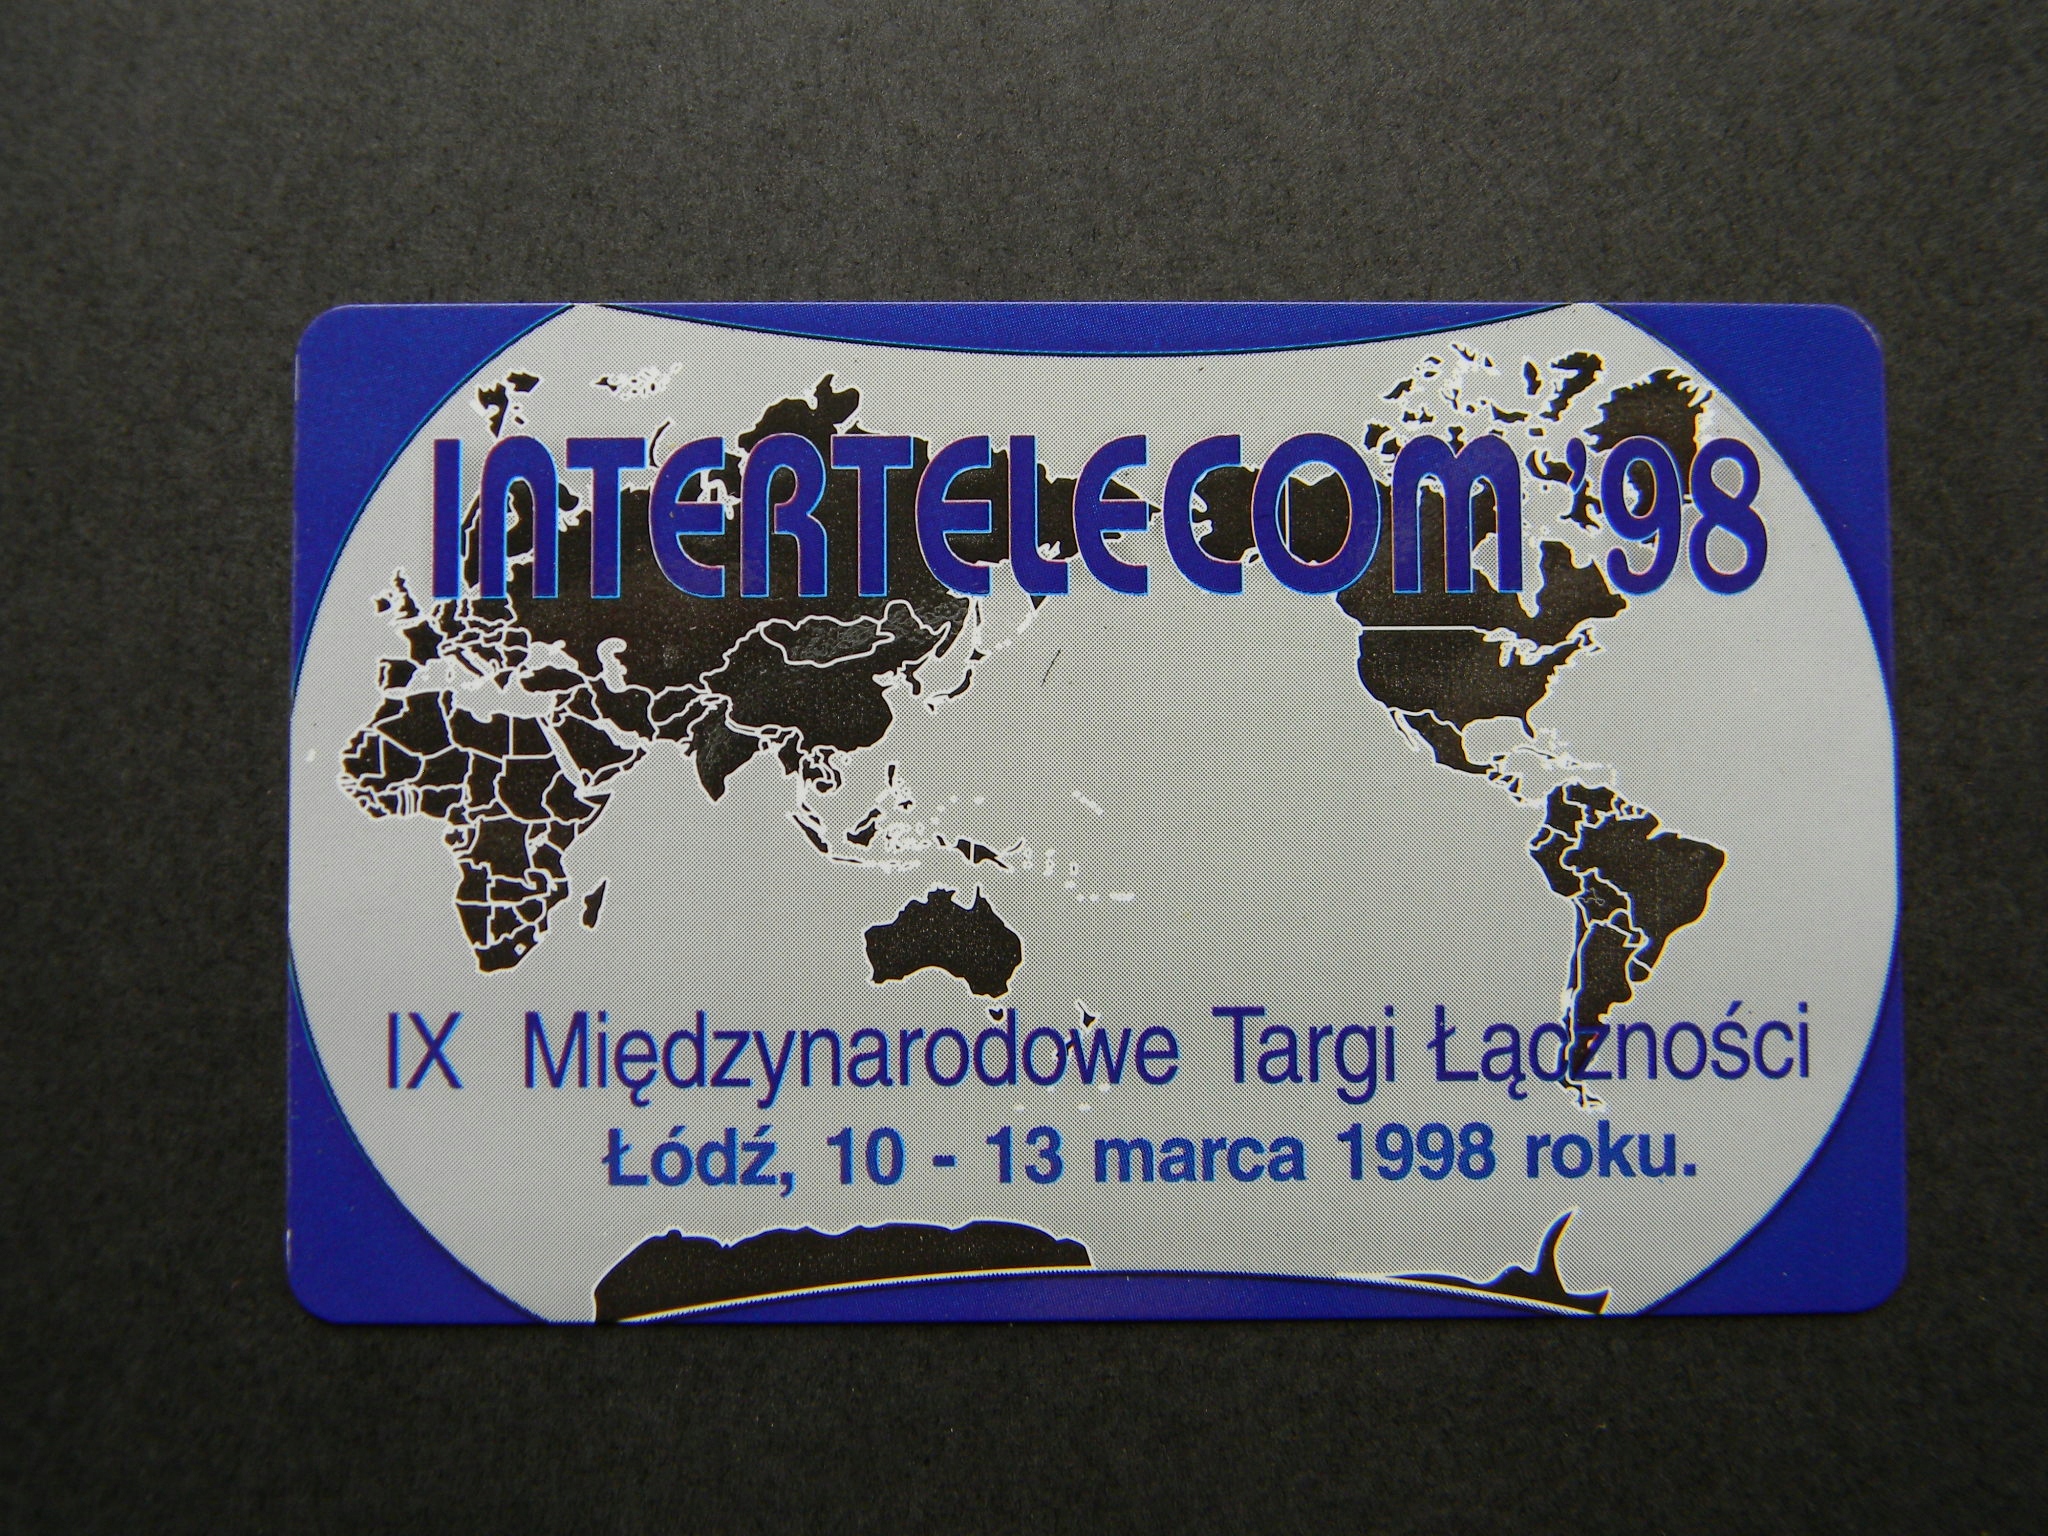 INTERTELECOM '98
IX Międzynarodowe Targi Łączności
Łódź, 10 - 13 marca 1998 roku.